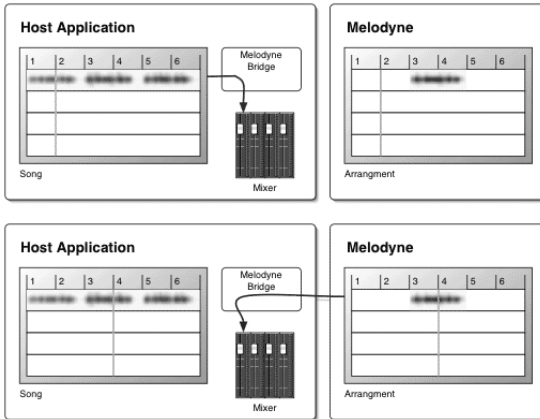 Host Application
Melodyne
Melodyne
Bridge
1 2 3 4 5 6
1 2 3 4 5 6
Song
Mixer
Arrangment
Host Application
Melodyne
Melodyne
Bridge
1 2 3 4 5 6
1 2 3 4 5 6
Song
Mixer
Arrangment